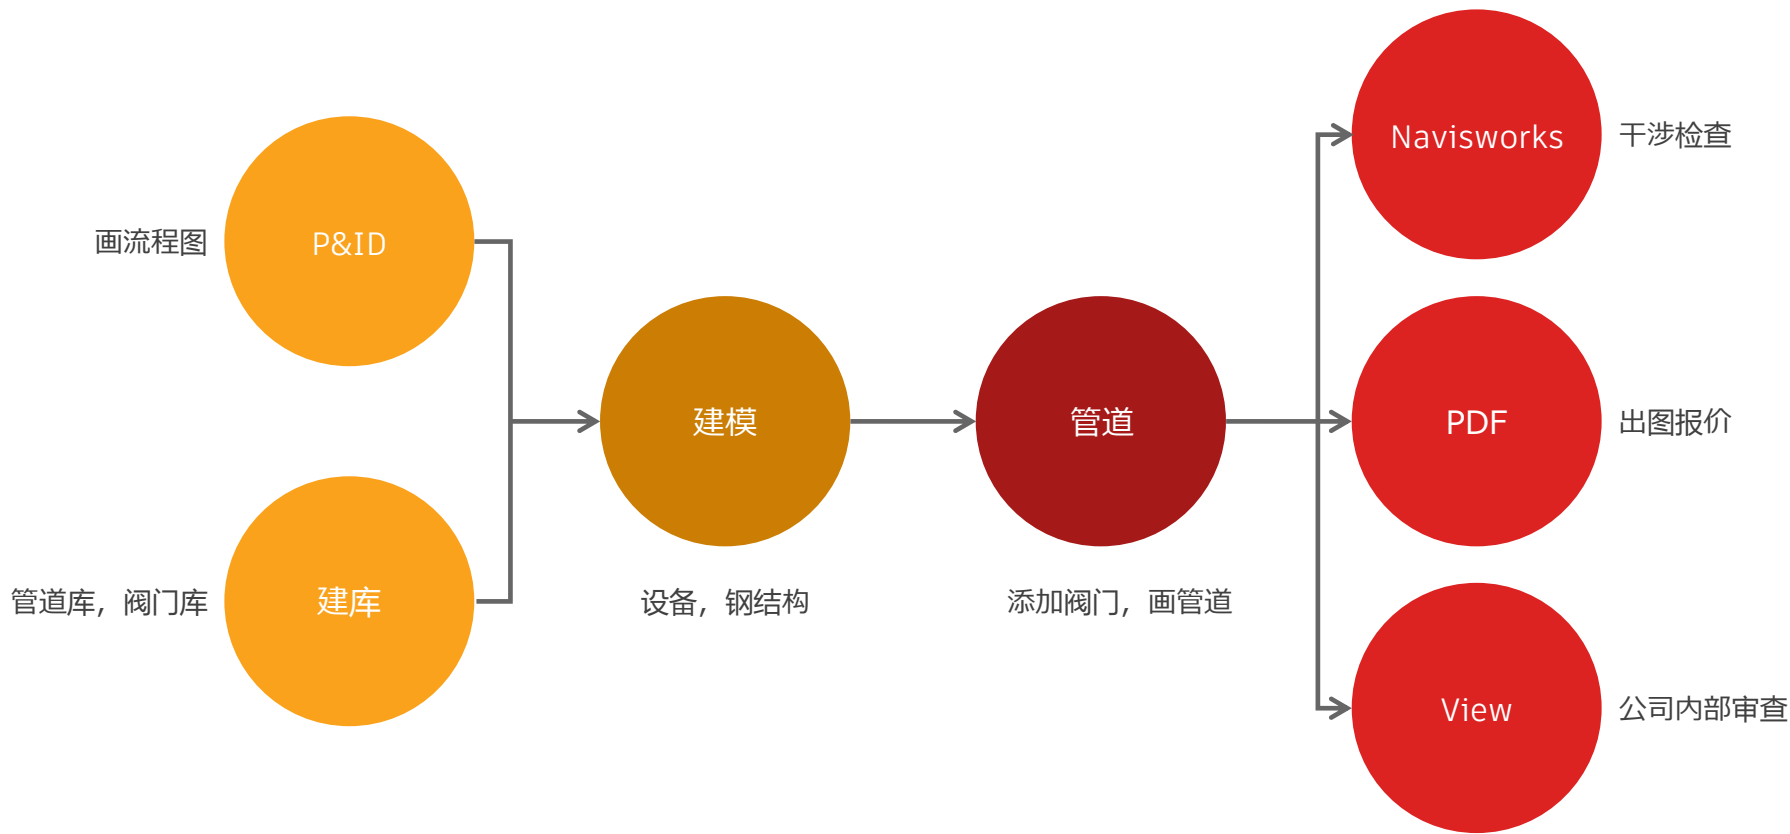 画流程图
P&ID
管道库，阀门库
建库
建模
设备，钢结构
管道
添加阀门，画管道
Navisworks
干涉检查
PDF
出图报价
View
公司内部审查